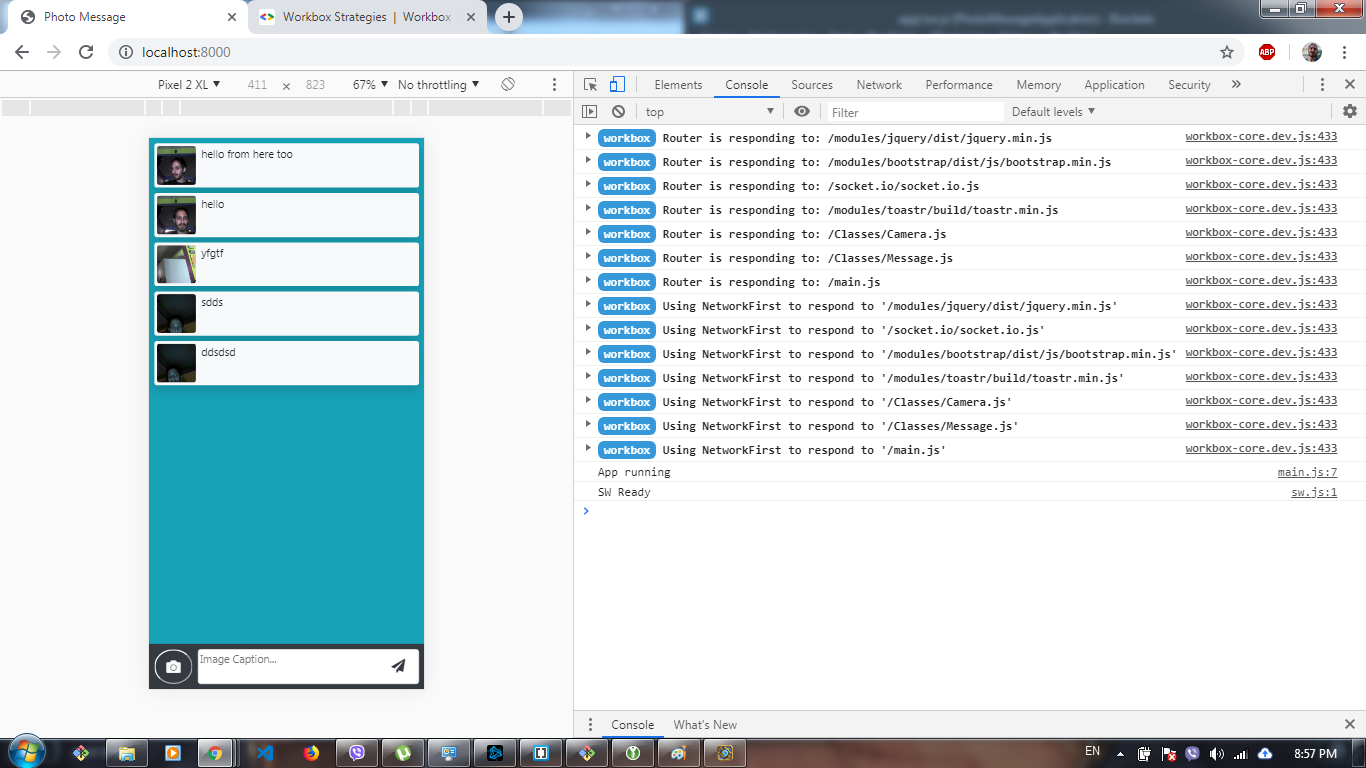 Photo Message
Workbox Strategies | Workbox
app/sw.js (PhotoMessageApplication) - Brackets
localhost:8000
ABP
Pixel 2 XL ▼ 411 × 823 67% ▼ No throttling ▼
Elements Console Sources Network Performance Memory Application Security »
top ▼ Filter Default levels ▼
hello from here too
hello
yfgtf
sdds
ddsdsd
Image Caption...
workbox Router is responding to: /modules/jquery/dist/jquery.min.js workbox-core.dev.js:433
workbox Router is responding to: /modules/bootstrap/dist/js/bootstrap.min.js workbox-core.dev.js:433
workbox Router is responding to: /socket.io/socket.io.js workbox-core.dev.js:433
workbox Router is responding to: /modules/toastr/build/toastr.min.js workbox-core.dev.js:433
workbox Router is responding to: /Classes/Camera.js workbox-core.dev.js:433
workbox Router is responding to: /Classes/Message.js workbox-core.dev.js:433
workbox Router is responding to: /main.js workbox-core.dev.js:433
workbox Using NetworkFirst to respond to '/modules/jquery/dist/jquery.min.js' workbox-core.dev.js:433
workbox Using NetworkFirst to respond to '/socket.io/socket.io.js' workbox-core.dev.js:433
workbox Using NetworkFirst to respond to '/modules/bootstrap/dist/js/bootstrap.min.js' workbox-core.dev.js:433
workbox Using NetworkFirst to respond to '/modules/toastr/build/toastr.min.js' workbox-core.dev.js:433
workbox Using NetworkFirst to respond to '/Classes/Camera.js' workbox-core.dev.js:433
workbox Using NetworkFirst to respond to '/Classes/Message.js' workbox-core.dev.js:433
workbox Using NetworkFirst to respond to '/main.js' workbox-core.dev.js:433
App running main.js:7
SW Ready sw.js:1
Console What's New
EN 8:57 PM